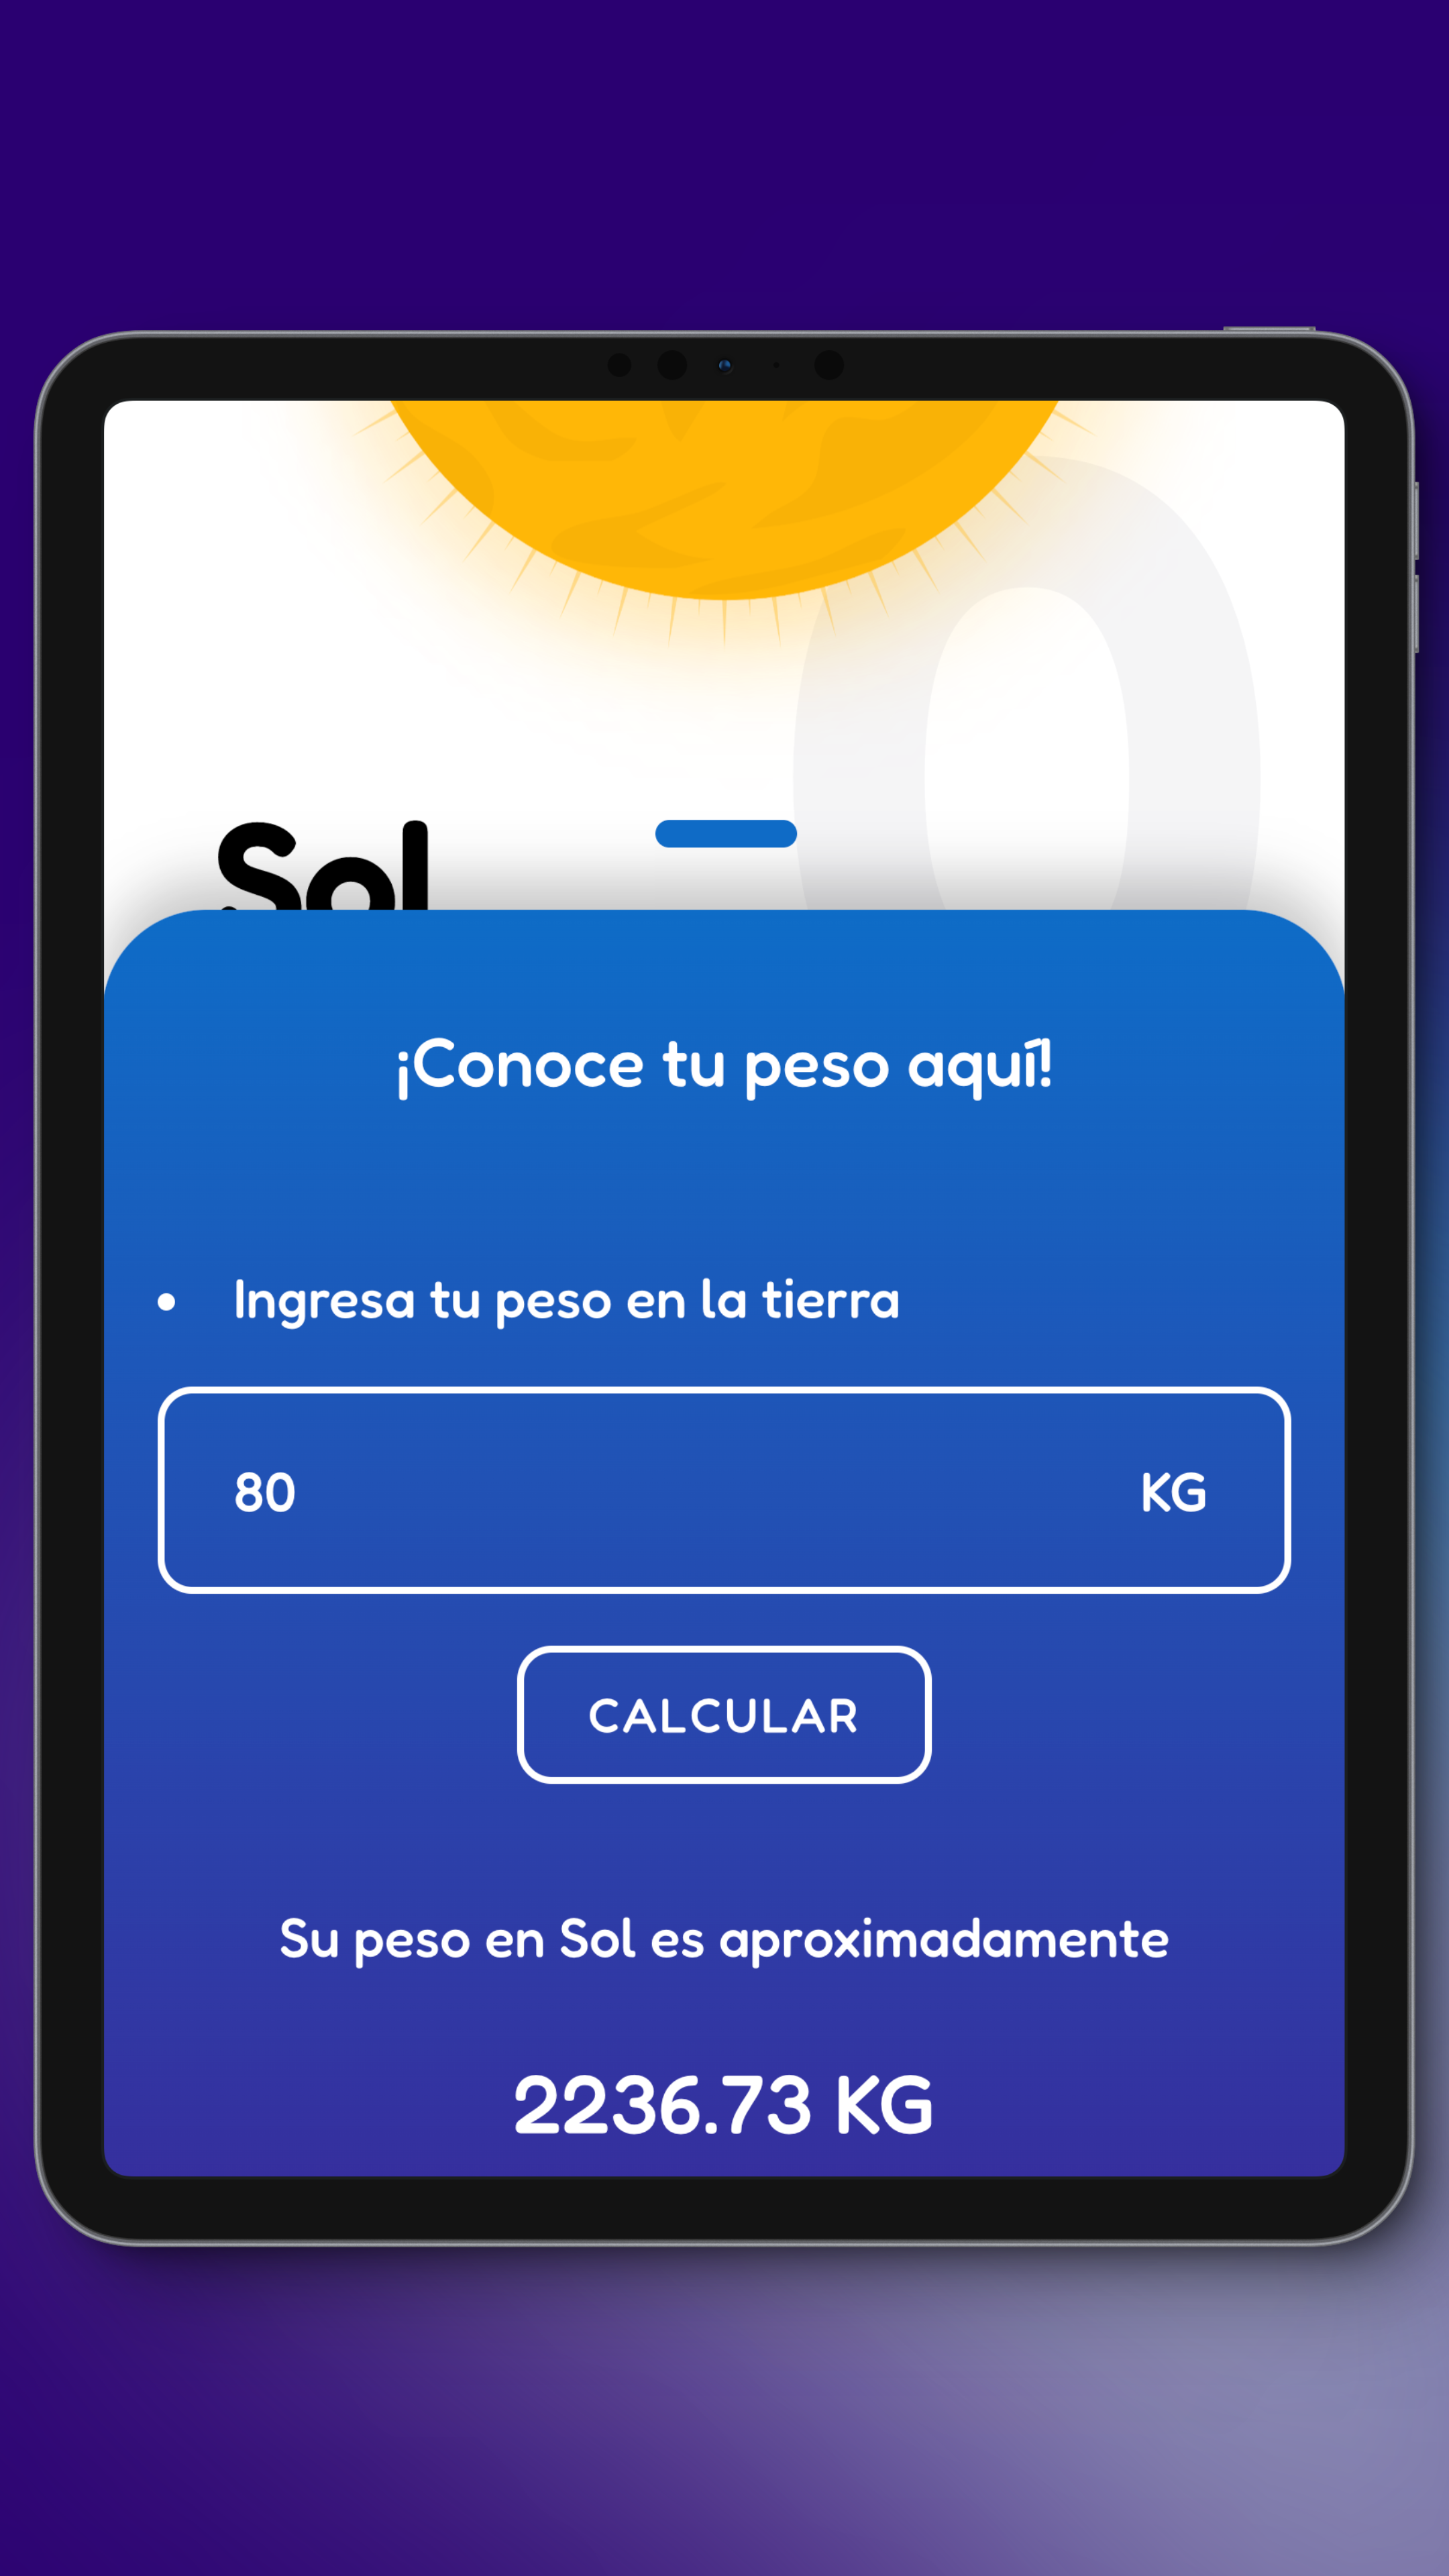 0
Sol
¡Conoce tu peso aquí!
• Ingresa tu peso en la tierra
80 KG
CALCULAR
Su peso en Sol es aproximadamente
2236.73 KG